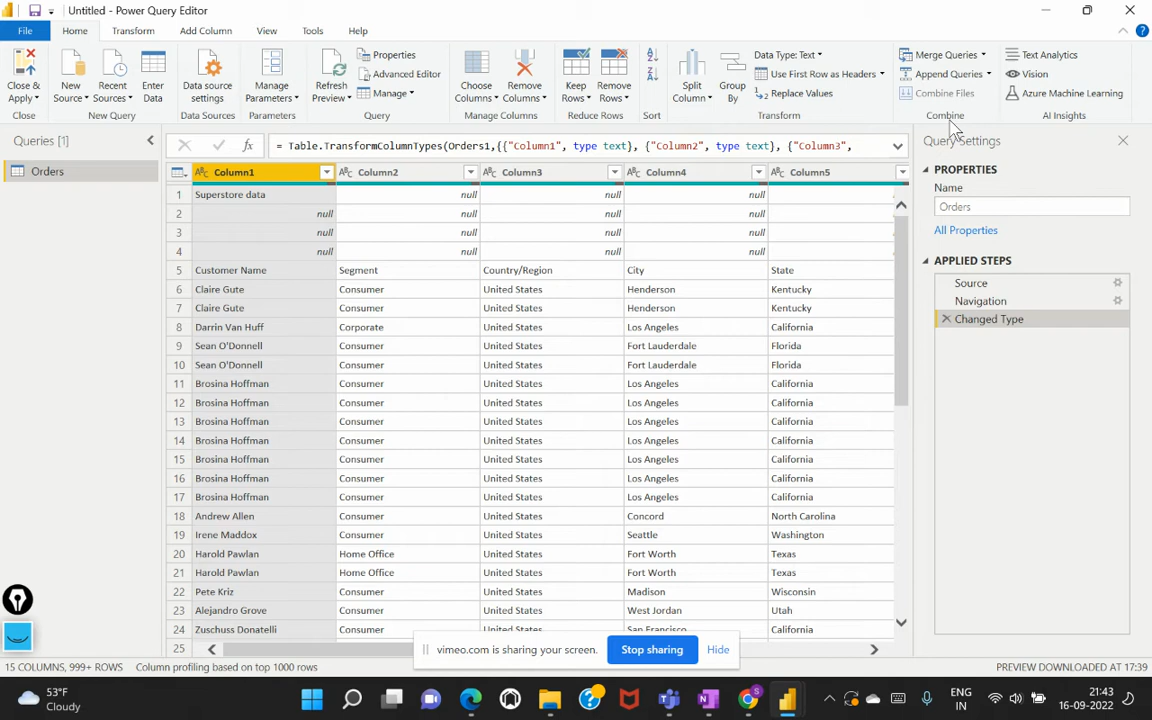 Untitled - Power Query Editor
File Home Transform Add Column View Tools Help
Close & Apply
New Source
Recent Sources
Enter Data
Data source settings
Manage Parameters
Refresh Preview
Properties
Advanced Editor
Manage
Choose Columns
Remove Columns
Keep Rows
Remove Rows
Split Column
Group By
Data Type: Text
Use First Row as Headers
Replace Values
Merge Queries
Append Queries
Combine Files
Text Analytics
Vision
Azure Machine Learning
Close New Query Data Sources Parameters Query Manage Columns Reduce Rows Sort Transform Combine AI Insights
Queries [1]
Orders
= Table.TransformColumnTypes(Orders1,{{"Column1", type text}, {"Column2", type text}, {"Column3",
Column1 Column2 Column3 Column4 Column5
1 Superstore data null null null
2 null null null null
3 null null null null
4 null null null null
5 Customer Name Segment Country/Region City State
6 Claire Gute Consumer United States Henderson Kentucky
7 Claire Gute Consumer United States Henderson Kentucky
8 Darrin Van Huff Corporate United States Los Angeles California
9 Sean O'Donnell Consumer United States Fort Lauderdale Florida
10 Sean O'Donnell Consumer United States Fort Lauderdale Florida
11 Brosina Hoffman Consumer United States Los Angeles California
12 Brosina Hoffman Consumer United States Los Angeles California
13 Brosina Hoffman Consumer United States Los Angeles California
14 Brosina Hoffman Consumer United States Los Angeles California
15 Brosina Hoffman Consumer United States Los Angeles California
16 Brosina Hoffman Consumer United States Los Angeles California
17 Brosina Hoffman Consumer United States Los Angeles California
18 Andrew Allen Consumer United States Concord North Carolina
19 Irene Maddox Consumer United States Seattle Washington
20 Harold Pawlan Home Office United States Fort Worth Texas
21 Harold Pawlan Home Office United States Fort Worth Texas
22 Pete Kriz Consumer United States Madison Wisconsin
23 Alejandro Grove Consumer United States West Jordan Utah
24 Zuschuss Donatelli Consumer United States San Francisco California
25
Query Settings
PROPERTIES
Name
Orders
All Properties
APPLIED STEPS
Source
Navigation
Changed Type
vimeo.com is sharing your screen. Stop sharing Hide
15 COLUMNS, 999+ ROWS Column profiling based on top 1000 rows PREVIEW DOWNLOADED AT 17:39
53°F
Cloudy
ENG
IN
21:43
16-09-2022